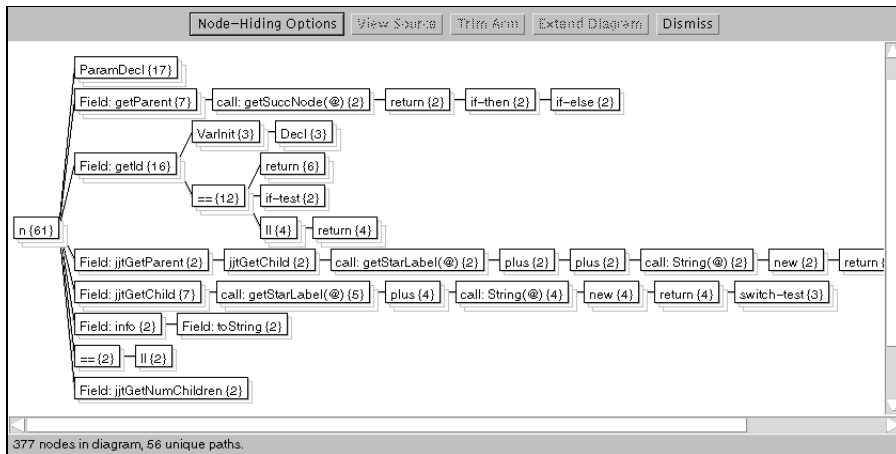 Node-Hiding Options View Source Trim Arm Extend Diagram Dismiss
ParamDecl {17}
Field: getParent {7} call: getSuccNode(@) {2} return {2} if-then {2} if-else {2}
VarInit {3} Decl {3}
Field: getId {16} return {6}
== {12} if-test {2}
n {61} || {4} return {4}
Field: jjtGetParent {2} jjtGetChild {2} call: getStarLabel(@) {2} plus {2} plus {2} call: String(@) {2} new {2} return
Field: jjtGetChild {7} call: getStarLabel(@) {5} plus {4} call: String(@) {4} new {4} return {4} switch-test {3}
Field: info {2} Field: toString {2}
== {2} || {2}
Field: jjtGetNumChildren {2}
377 nodes in diagram, 56 unique paths.